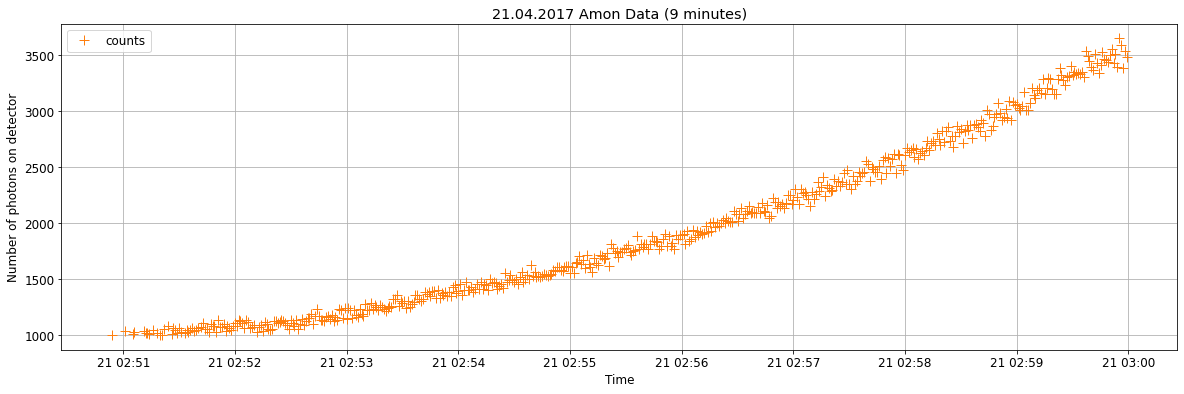 21.04.2017 Amon Data (9 minutes)
counts
Number of photons on detector
3500
3000
2500
2000
1500
1000
21 02:51 21 02:52 21 02:53 21 02:54 21 02:55 21 02:56 21 02:57 21 02:58 21 02:59 21 03:00
Time